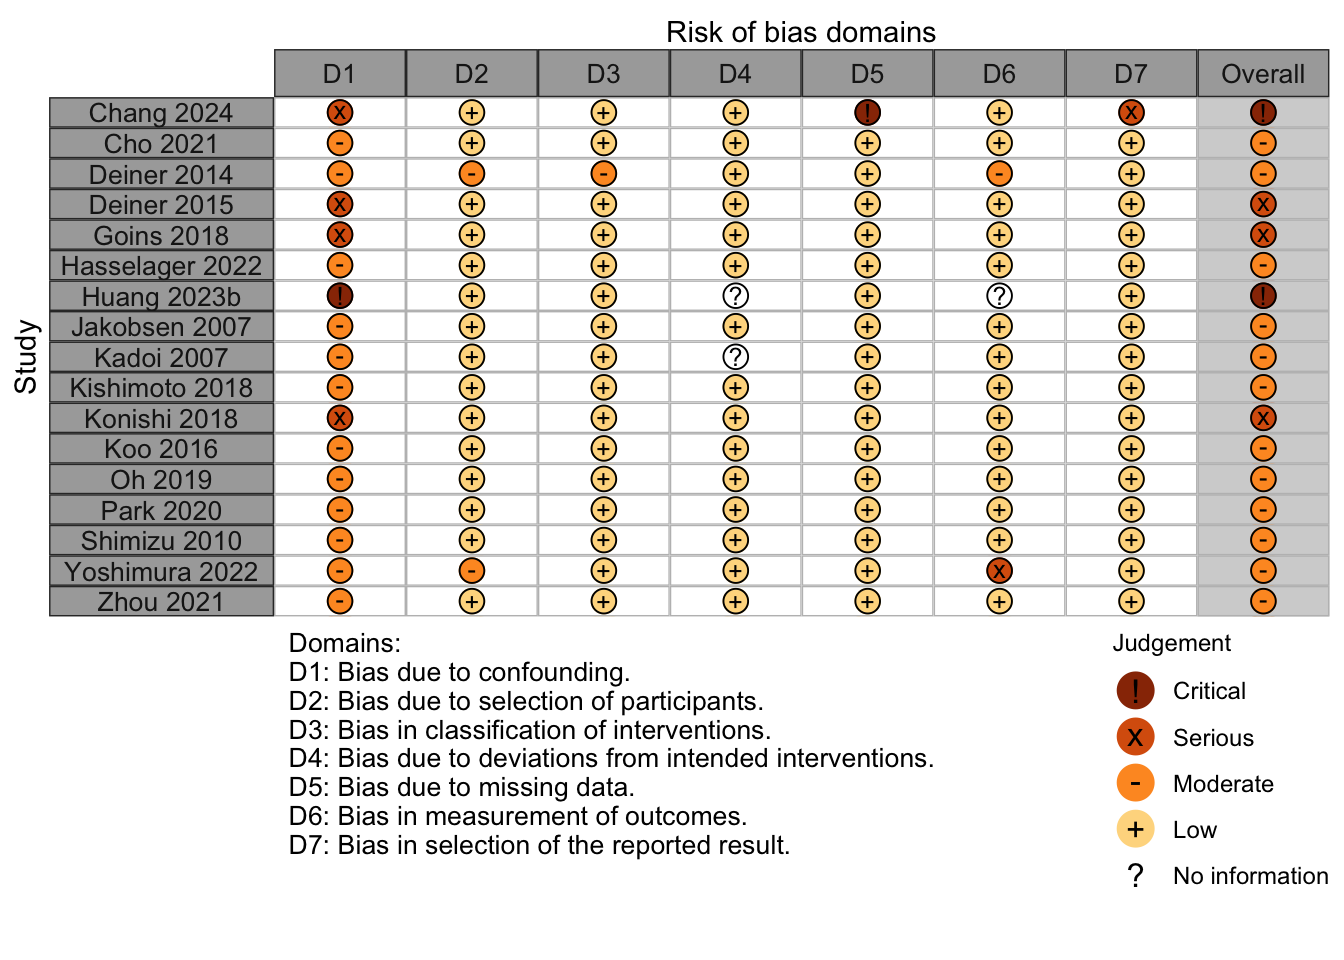 Risk of bias domains
D1 D2 D3 D4 D5 D6 D7 Overall
Study
Chang 2024 x + + + ! + x !
Cho 2021 - + + + + + + -
Deiner 2014 - - - + + - + -
Deiner 2015 x + + + + + + x
Goins 2018 x + + + + + + x
Hasselager 2022 - + + + + + + -
Huang 2023b ! + + ? + ? + !
Jakobsen 2007 - + + + + + + -
Kadoi 2007 - + + ? + + + -
Kishimoto 2018 - + + + + + + -
Konishi 2018 x + + + + + + x
Koo 2016 - + + + + + + -
Oh 2019 - + + + + + + -
Park 2020 - + + + + + + -
Shimizu 2010 - + + + + + + -
Yoshimura 2022 - - + + + x + -
Zhou 2021 - + + + + + + -
Domains:
D1: Bias due to confounding.
D2: Bias due to selection of participants.
D3: Bias in classification of interventions.
D4: Bias due to deviations from intended interventions.
D5: Bias due to missing data.
D6: Bias in measurement of outcomes.
D7: Bias in selection of the reported result.
Judgement
! Critical
x Serious
- Moderate
+ Low
? No information